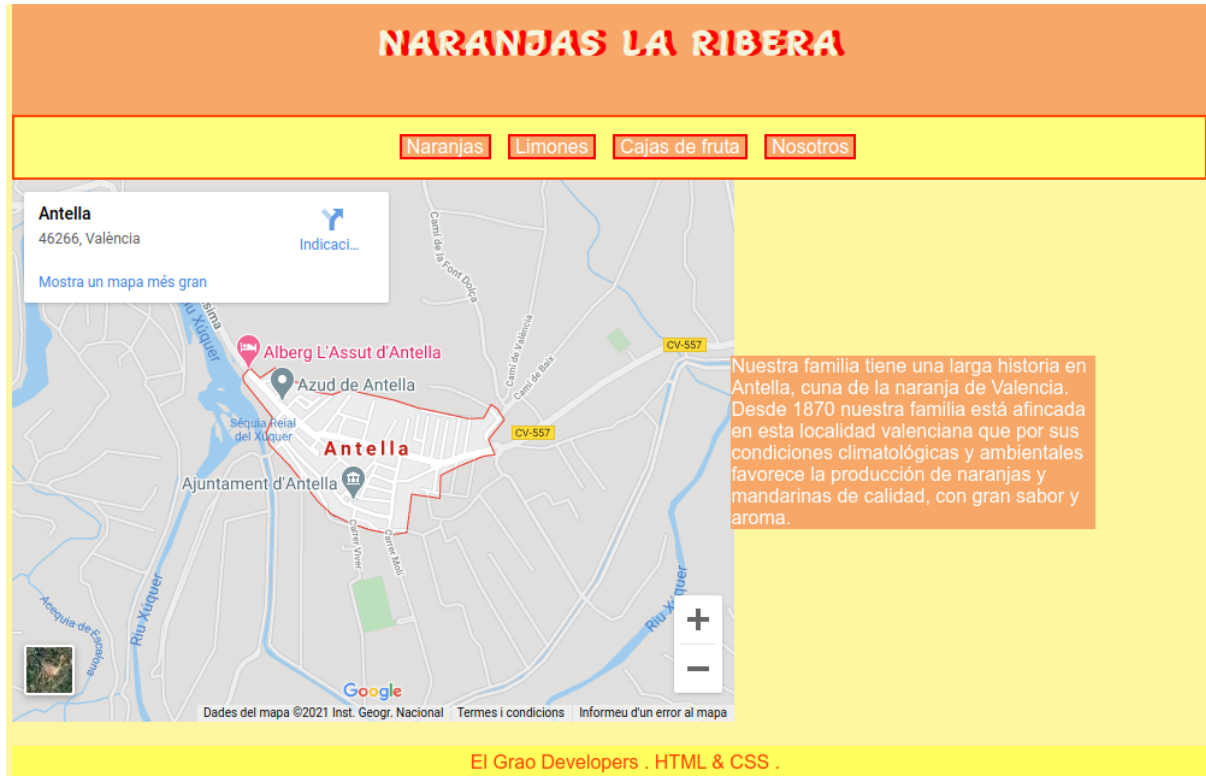 NARANJAS LA RIBERA
Naranjas Limones Cajas de fruta Nosotros
Antella
46266, València
Indicaci...
Mostra un mapa més gran
Camí de la Font Dolça
sima
Riu Xúquer
Alberg L'Assut d'Antella
Camí de València
Camí de Baix
CV-557
Azud de Antella
Séquia Reial
del Xúquer
CV-557
Antella
Ajuntament d'Antella
Carrer Viver
Carrer Molí
Nuestra familia tiene una larga historia en
Antella, cuna de la naranja de Valencia.
Desde 1870 nuestra familia está afincada
en esta localidad valenciana que por sus
condiciones climatológicas y ambientales
favorece la producción de naranjas y
mandarinas de calidad, con gran sabor y
aroma.
Acequia de Escalona
Riu Xúquer
Riu Xúquer
Google
Dades del mapa ©2021 Inst. Geogr. Nacional Termes i condicions Informeu d'un error al mapa
El Grao Developers . HTML & CSS .